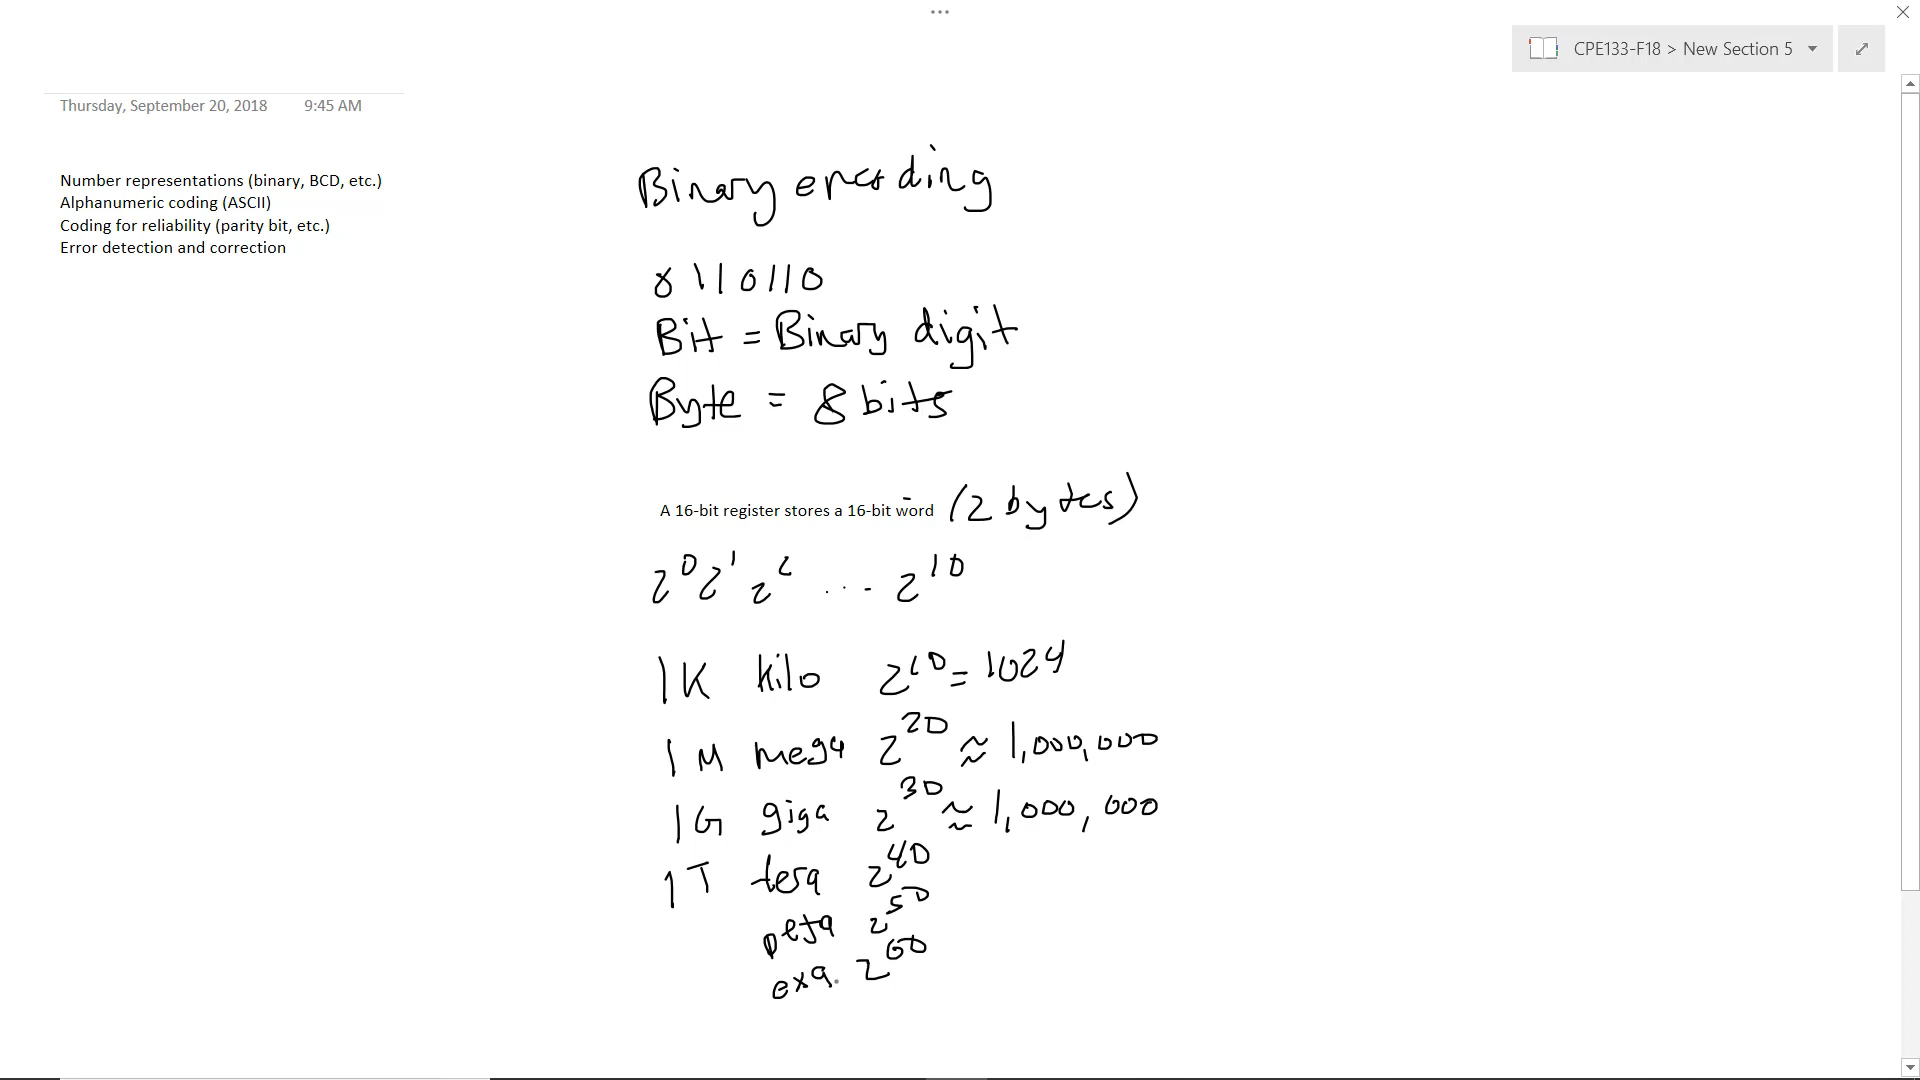 CPE133-F18 > New Section 5
Thursday, September 20, 2018 9:45 AM
Number representations (binary, BCD, etc.)
Alphanumeric coding (ASCII)
Coding for reliability (parity bit, etc.)
Error detection and correction
Binary encoding
0110110
Bit = Binary digit
Byte = 8 bits
A 16-bit register stores a 16-bit word (2 bytes)
2⁰ 2¹ 2² ... 2¹⁰
1K kilo 2¹⁰ = 1024
1M mega 2²⁰ ≈ 1,000,000
1G giga 2³⁰ ≈ 1,000,000
1T tera 2⁴⁰
peta 2⁵⁰
exa. 2⁶⁰